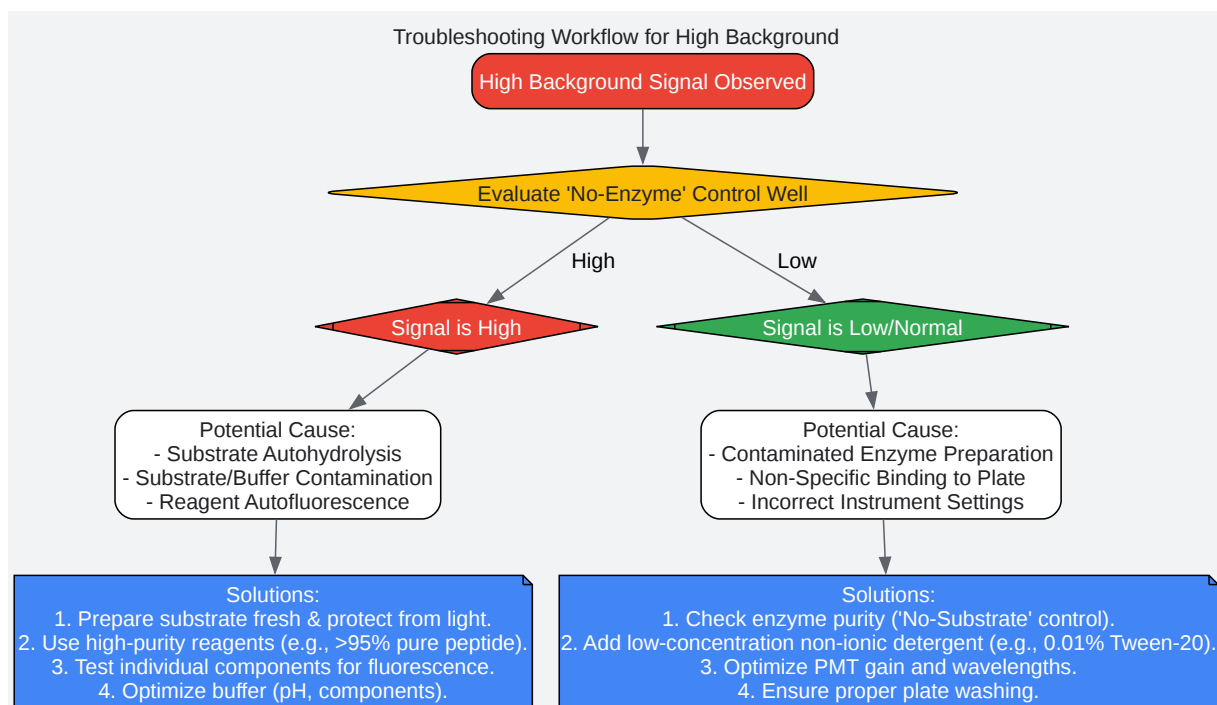 Troubleshooting Workflow for High Background
High Background Signal Observed
Evaluate 'No-Enzyme' Control Well
High
Low
Signal is High
Signal is Low/Normal
Potential Cause:
- Substrate Autohydrolysis
- Substrate/Buffer Contamination
- Reagent Autofluorescence
Potential Cause:
- Contaminated Enzyme Preparation
- Non-Specific Binding to Plate
- Incorrect Instrument Settings
Solutions:
1. Prepare substrate fresh & protect from light.
2. Use high-purity reagents (e.g., >95% pure peptide).
3. Test individual components for fluorescence.
4. Optimize buffer (pH, components).
Solutions:
1. Check enzyme purity ('No-Substrate' control).
2. Add low-concentration non-ionic detergent (e.g., 0.01% Tween-20).
3. Optimize PMT gain and wavelengths.
4. Ensure proper plate washing.